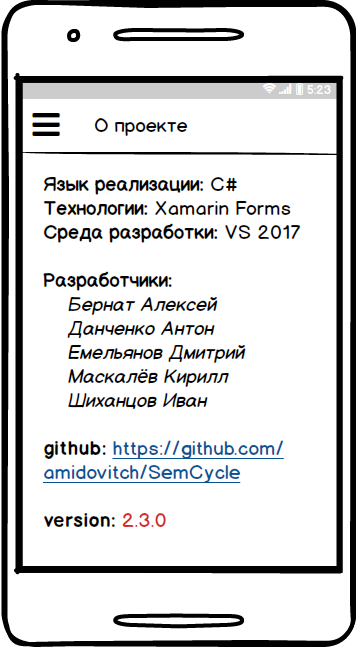 5:23
О проекте
Язык реализации: C#
Технологии: Xamarin Forms
Среда разработки: VS 2017
Разработчики:
Бернат Алексей
Данченко Антон
Емельянов Дмитрий
Маскалёв Кирилл
Шиханцов Иван
github: https://github.com/
amidovitch/SemCycle
version: 2.3.0